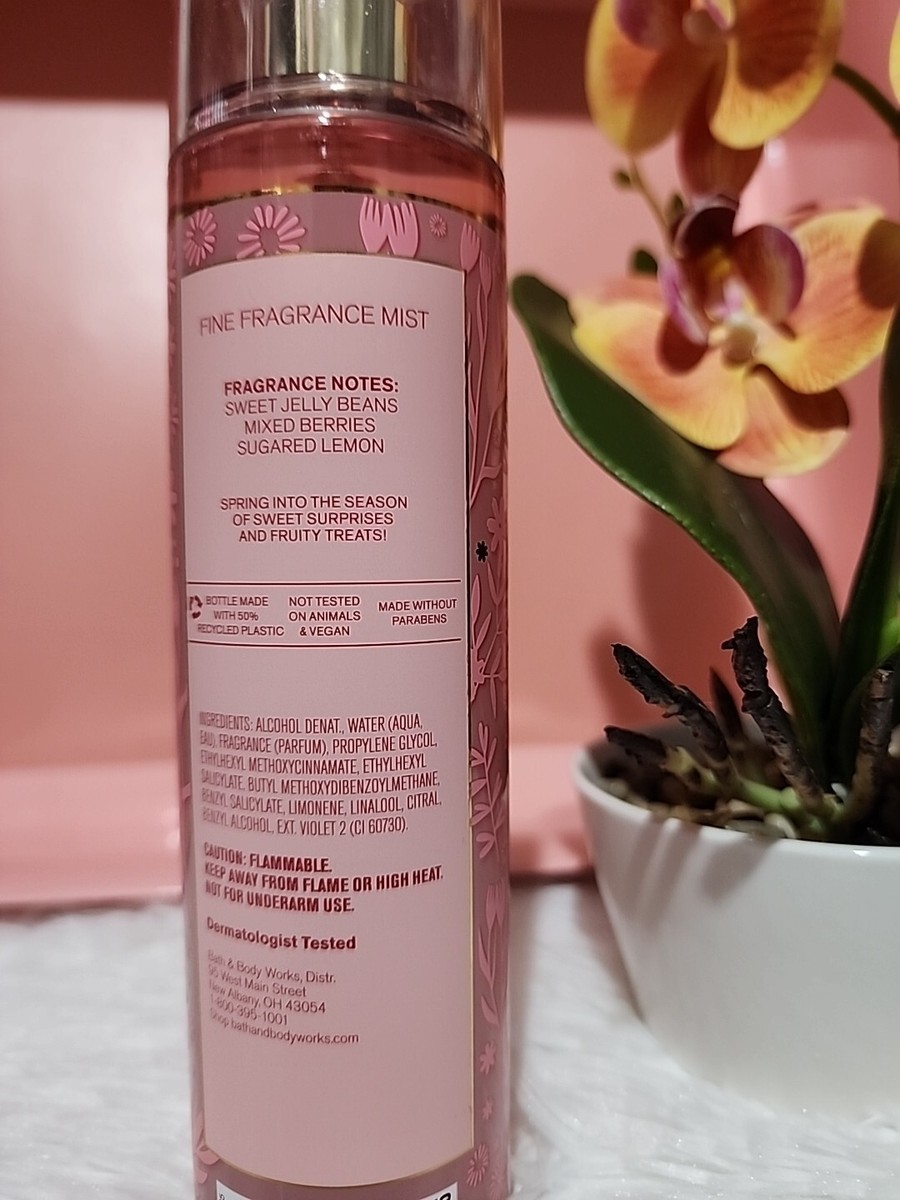 FINE FRAGRANCE MIST
FRAGRANCE NOTES:
SWEET JELLY BEANS
MIXED BERRIES
SUGARED LEMON
SPRING INTO THE SEASON
OF SWEET SURPRISES
AND FRUITY TREATS!
BOTTLE MADE
WITH 50%
RECYCLED PLASTIC
NOT TESTED
ON ANIMALS
& VEGAN
MADE WITHOUT
PARABENS
INGREDIENTS: ALCOHOL DENAT., WATER (AQUA,
EAU), FRAGRANCE (PARFUM), PROPYLENE GLYCOL,
ETHYLHEXYL METHOXYCINNAMATE, ETHYLHEXYL
SALICYLATE, BUTYL METHOXYDIBENZOYLMETHANE,
BENZYL SALICYLATE, LIMONENE, LINALOOL, CITRAL,
BENZYL ALCOHOL, EXT. VIOLET 2 (CI 60730).
CAUTION: FLAMMABLE.
KEEP AWAY FROM FLAME OR HIGH HEAT.
NOT FOR UNDERARM USE.
Dermatologist Tested
Bath & Body Works, Distr.
95 West Main Street
New Albany, OH 43054
1-800-395-1001
Shop bathandbodyworks.com